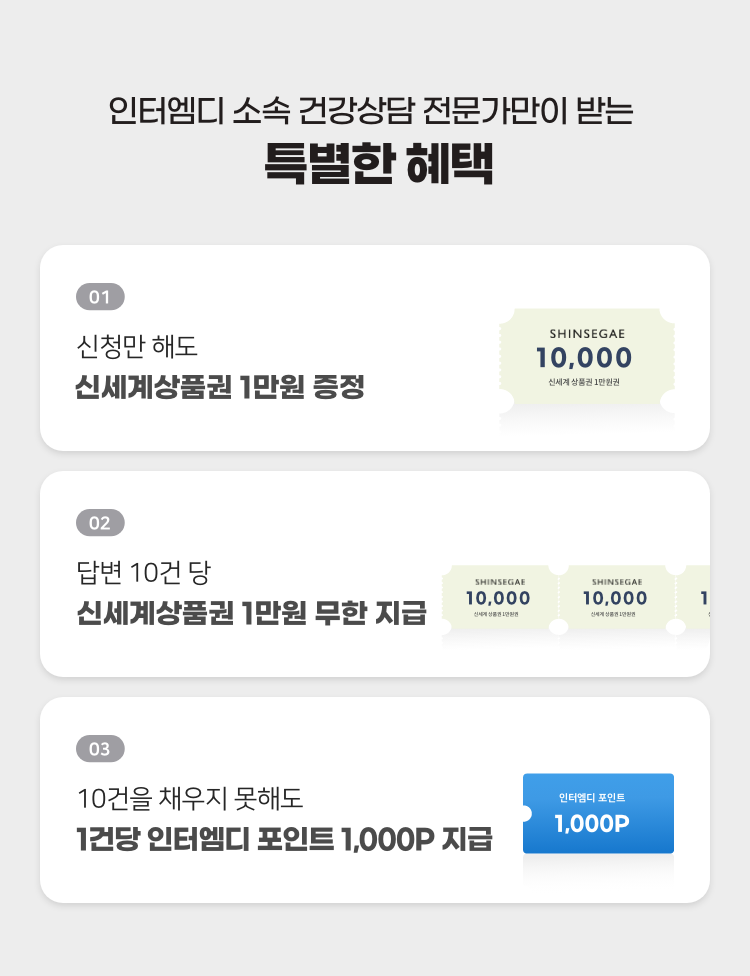 인터엠디 소속 건강상담 전문가만이 받는
특별한 혜택
01
신청만 해도
신세계상품권 1만원 증정
SHINSEGAE
10,000
신세계 상품권 1만원권
02
답변 10건 당
신세계상품권 1만원 무한 지급
SHINSEGAE
10,000
신세계 상품권 1만원권
SHINSEGAE
10,000
신세계 상품권 1만원권
03
10건을 채우지 못해도
1건당 인터엠디 포인트 1,000P 지급
인터엠디 포인트
1,000P